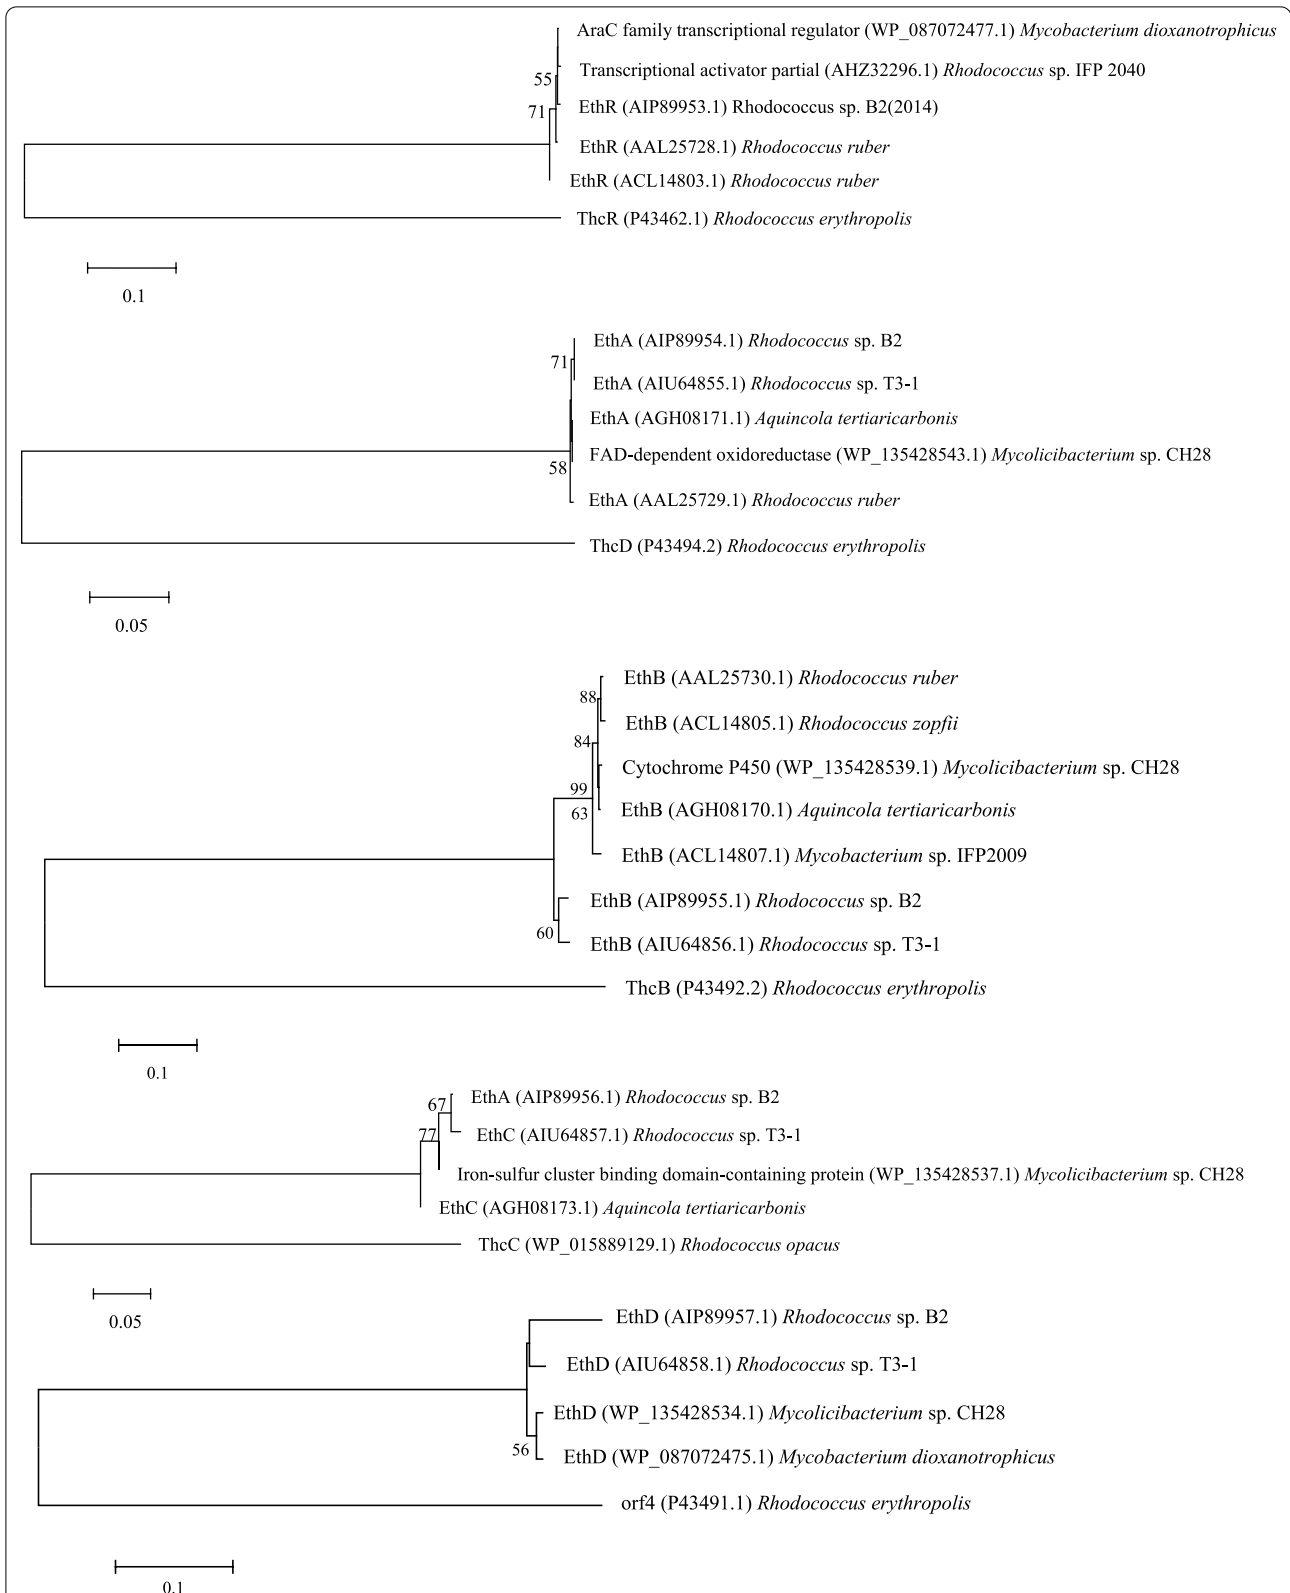 AraC family transcriptional regulator (WP_087072477.1) Mycobacterium dioxanotrophicus
Transcriptional activator partial (AHZ32296.1) Rhodococcus sp. IFP 2040
55
EthR (AIP89953.1) Rhodococcus sp. B2(2014)
71
EthR (AAL25728.1) Rhodococcus ruber
EthR (ACL14803.1) Rhodococcus ruber
ThcR (P43462.1) Rhodococcus erythropolis
0.1
EthA (AIP89954.1) Rhodococcus sp. B2
71
EthA (AIU64855.1) Rhodococcus sp. T3-1
EthA (AGH08171.1) Aquincola tertiaricarbonis
FAD-dependent oxidoreductase (WP_135428543.1) Mycolicibacterium sp. CH28
58
EthA (AAL25729.1) Rhodococcus ruber
ThcD (P43494.2) Rhodococcus erythropolis
0.05
EthB (AAL25730.1) Rhodococcus ruber
88
EthB (ACL14805.1) Rhodococcus zopfii
84
Cytochrome P450 (WP_135428539.1) Mycolicibacterium sp. CH28
99
63
EthB (AGH08170.1) Aquincola tertiaricarbonis
EthB (ACL14807.1) Mycobacterium sp. IFP2009
EthB (AIP89955.1) Rhodococcus sp. B2
60
EthB (AIU64856.1) Rhodococcus sp. T3-1
ThcB (P43492.2) Rhodococcus erythropolis
0.1
EthA (AIP89956.1) Rhodococcus sp. B2
67
EthC (AIU64857.1) Rhodococcus sp. T3-1
77
Iron-sulfur cluster binding domain-containing protein (WP_135428537.1) Mycolicibacterium sp. CH28
EthC (AGH08173.1) Aquincola tertiaricarbonis
ThcC (WP_015889129.1) Rhodococcus opacus
0.05
EthD (AIP89957.1) Rhodococcus sp. B2
EthD (AIU64858.1) Rhodococcus sp. T3-1
EthD (WP_135428534.1) Mycolicibacterium sp. CH28
56
EthD (WP_087072475.1) Mycobacterium dioxanotrophicus
orf4 (P43491.1) Rhodococcus erythropolis
0.1